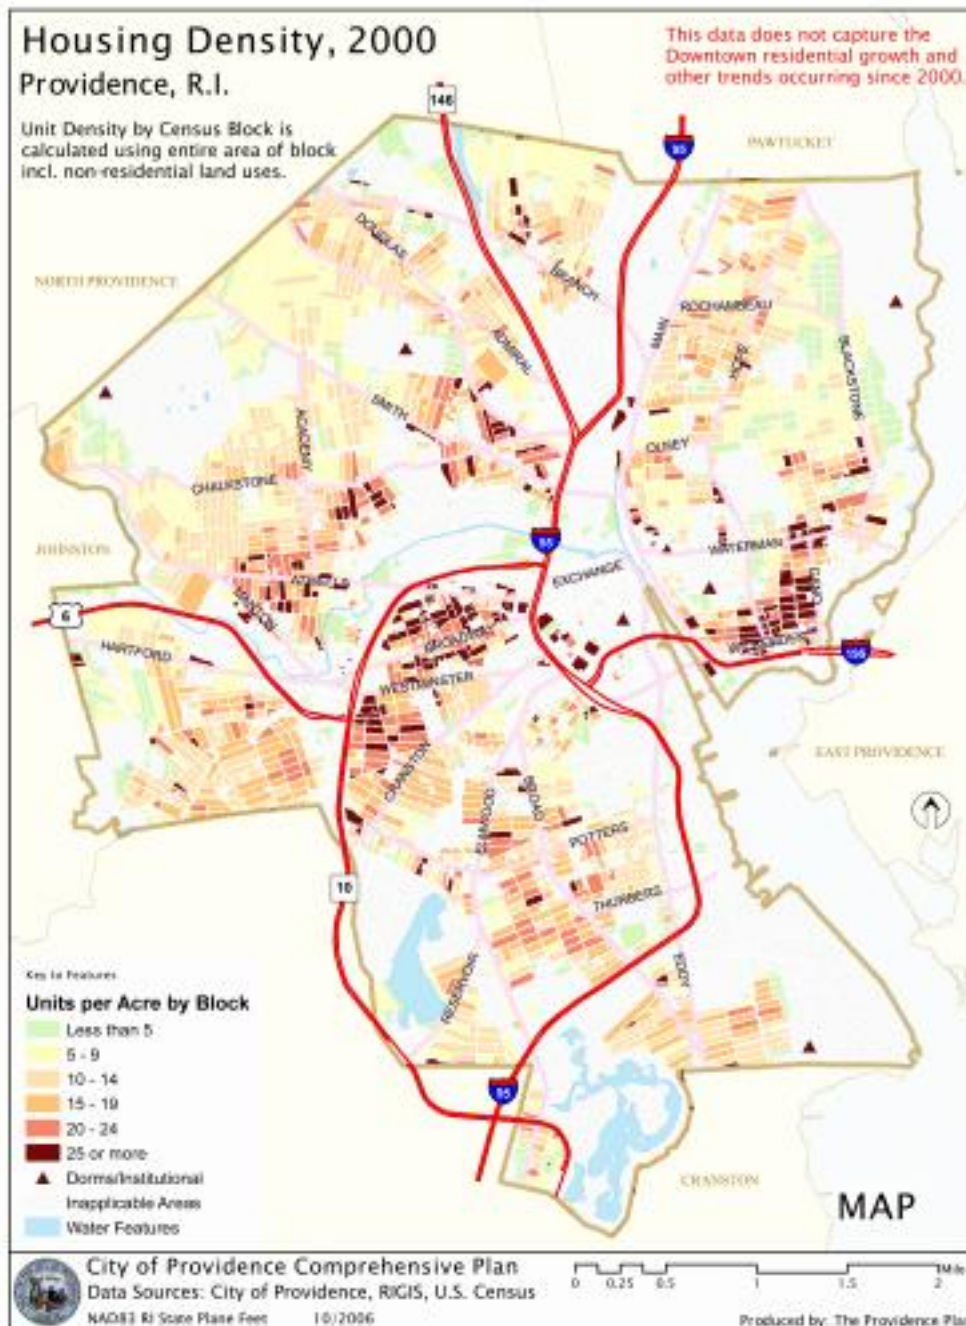 Housing Density, 2000
Providence, R.I.
Unit Density by Census Block is
calculated using entire area of block
incl. non-residential land uses.
This data does not capture the
Downtown residential growth and
other trends occurring since 2000.
146
95
PAWTUCKET
NORTH PROVIDENCE
DOUGLAS
BRANCH
ROCHAMBEAU
MAIN
ADMIRAL
BLACKSTONE
SMITH
ACADEMY
OLNEY
CHALKSTONE
JOHNSTON
95
WATERMAN
ATWELLS
EXCHANGE
6
HARTFORD
BROADWAY
195
WESTMINSTER
EAST PROVIDENCE
CRANSTON
ELMWOOD
BROAD
POTTERS
10
THURBERS
RESERVOIR
EDDY
95
CRANSTON
Key to Features
Units per Acre by Block
Less than 5
5 - 9
10 - 14
15 - 19
20 - 24
25 or more
Dorms/Institutional
Inapplicable Areas
Water Features
MAP
City of Providence Comprehensive Plan
Data Sources: City of Providence, RIGIS, U.S. Census
NAD83 RI State Plane Feet 10/2006
0 0.25 0.5 1 1.5 2 Mile
Produced by: The Providence Plan